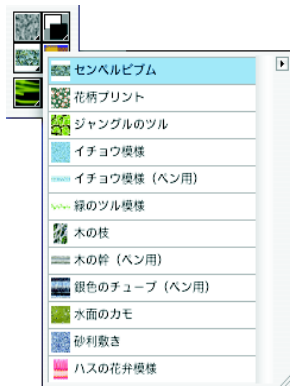 センペルビブム
花柄プリント
ジャングルのツル
イチョウ模様
イチョウ模様（ペン用）
緑のツル模様
木の枝
木の幹（ペン用）
銀色のチューブ（ペン用）
水面のカモ
砂利敷き
ハスの花弁模様